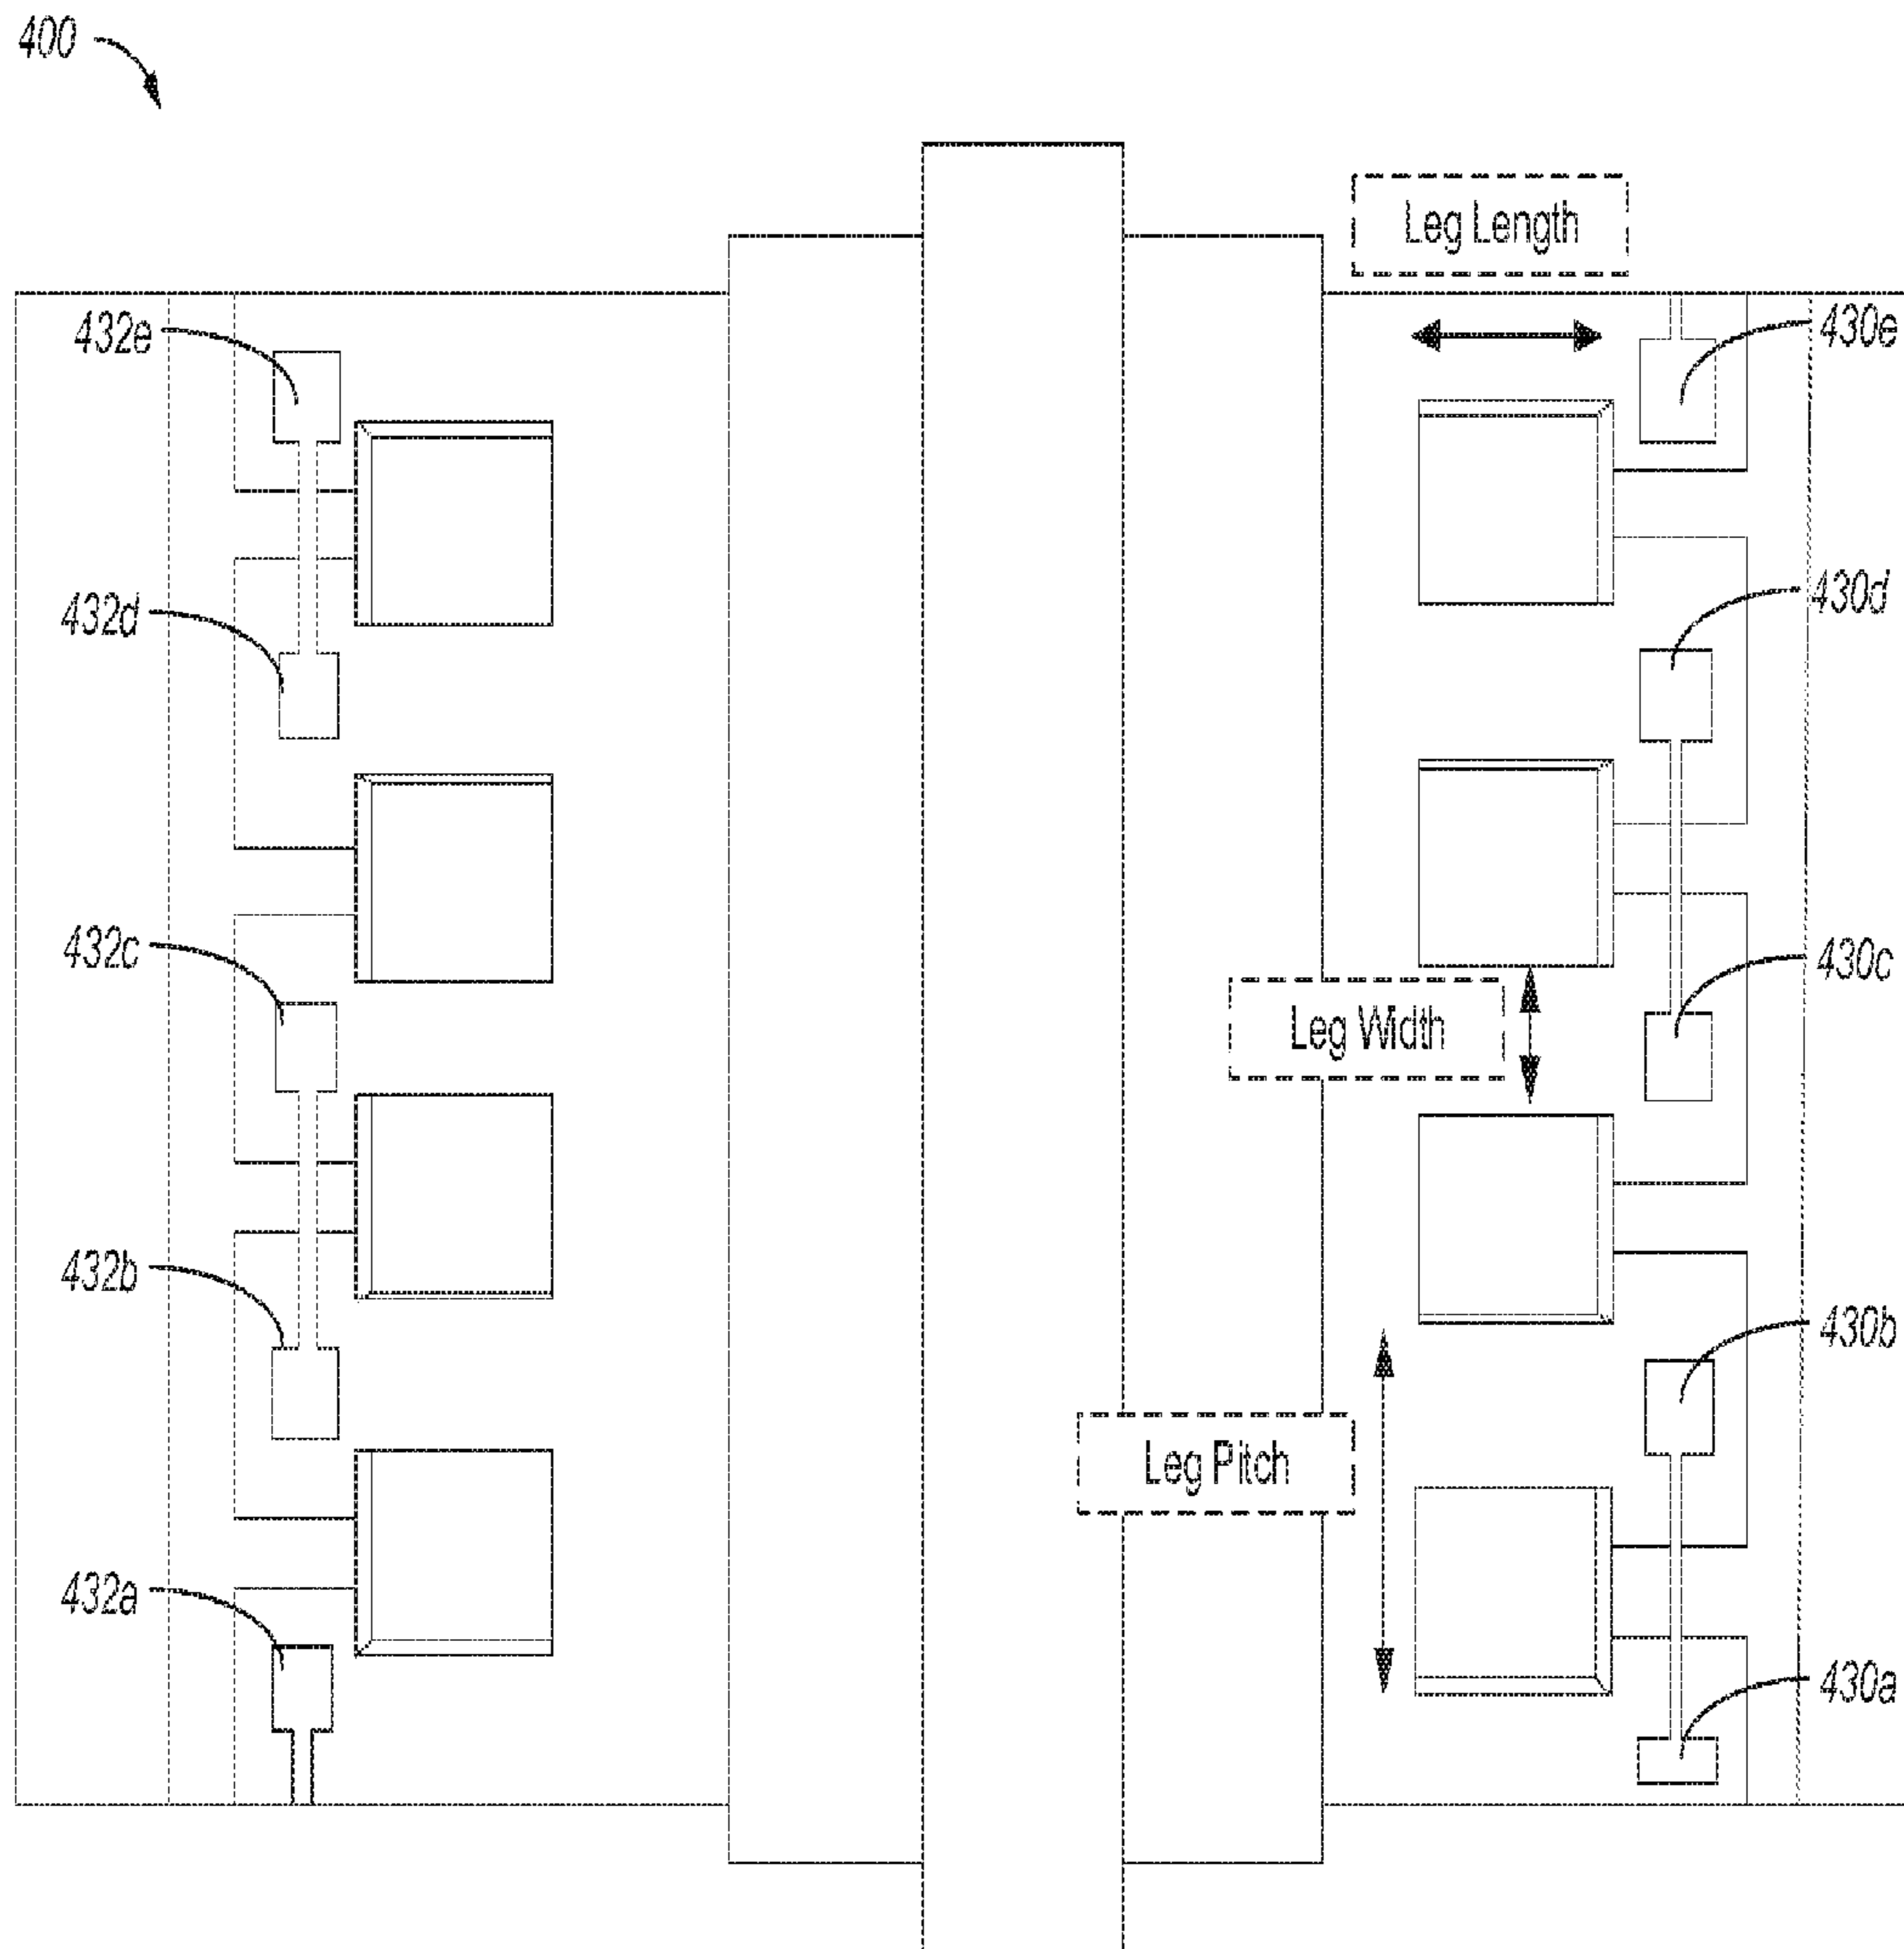 400
Leg Length
432e
430e
432d
430d
432c
430c
Leg Width
432b
430b
Leg Pitch
432a
430a